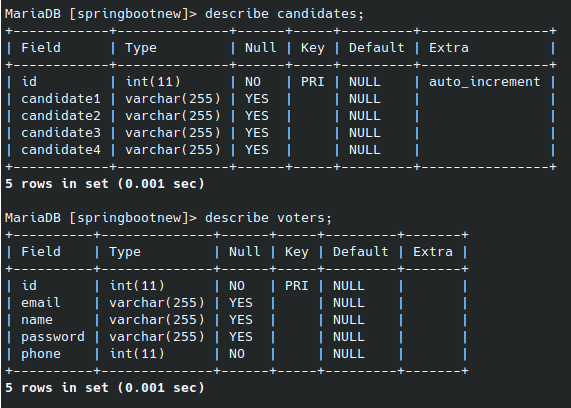 MariaDB [springbootnew]> describe candidates;
+------------+--------------+------+-----+---------+----------------+
| Field      | Type         | Null | Key | Default | Extra          |
+------------+--------------+------+-----+---------+----------------+
| id         | int(11)      | NO   | PRI | NULL    | auto_increment |
| candidate1 | varchar(255) | YES  |     | NULL    |                |
| candidate2 | varchar(255) | YES  |     | NULL    |                |
| candidate3 | varchar(255) | YES  |     | NULL    |                |
| candidate4 | varchar(255) | YES  |     | NULL    |                |
+------------+--------------+------+-----+---------+----------------+
5 rows in set (0.001 sec)

MariaDB [springbootnew]> describe voters;
+----------+--------------+------+-----+---------+-------+
| Field    | Type         | Null | Key | Default | Extra |
+----------+--------------+------+-----+---------+-------+
| id       | int(11)      | NO   | PRI | NULL    |       |
| email    | varchar(255) | YES  |     | NULL    |       |
| name     | varchar(255) | YES  |     | NULL    |       |
| password | varchar(255) | YES  |     | NULL    |       |
| phone    | int(11)      | NO   |     | NULL    |       |
+----------+--------------+------+-----+---------+-------+
5 rows in set (0.001 sec)